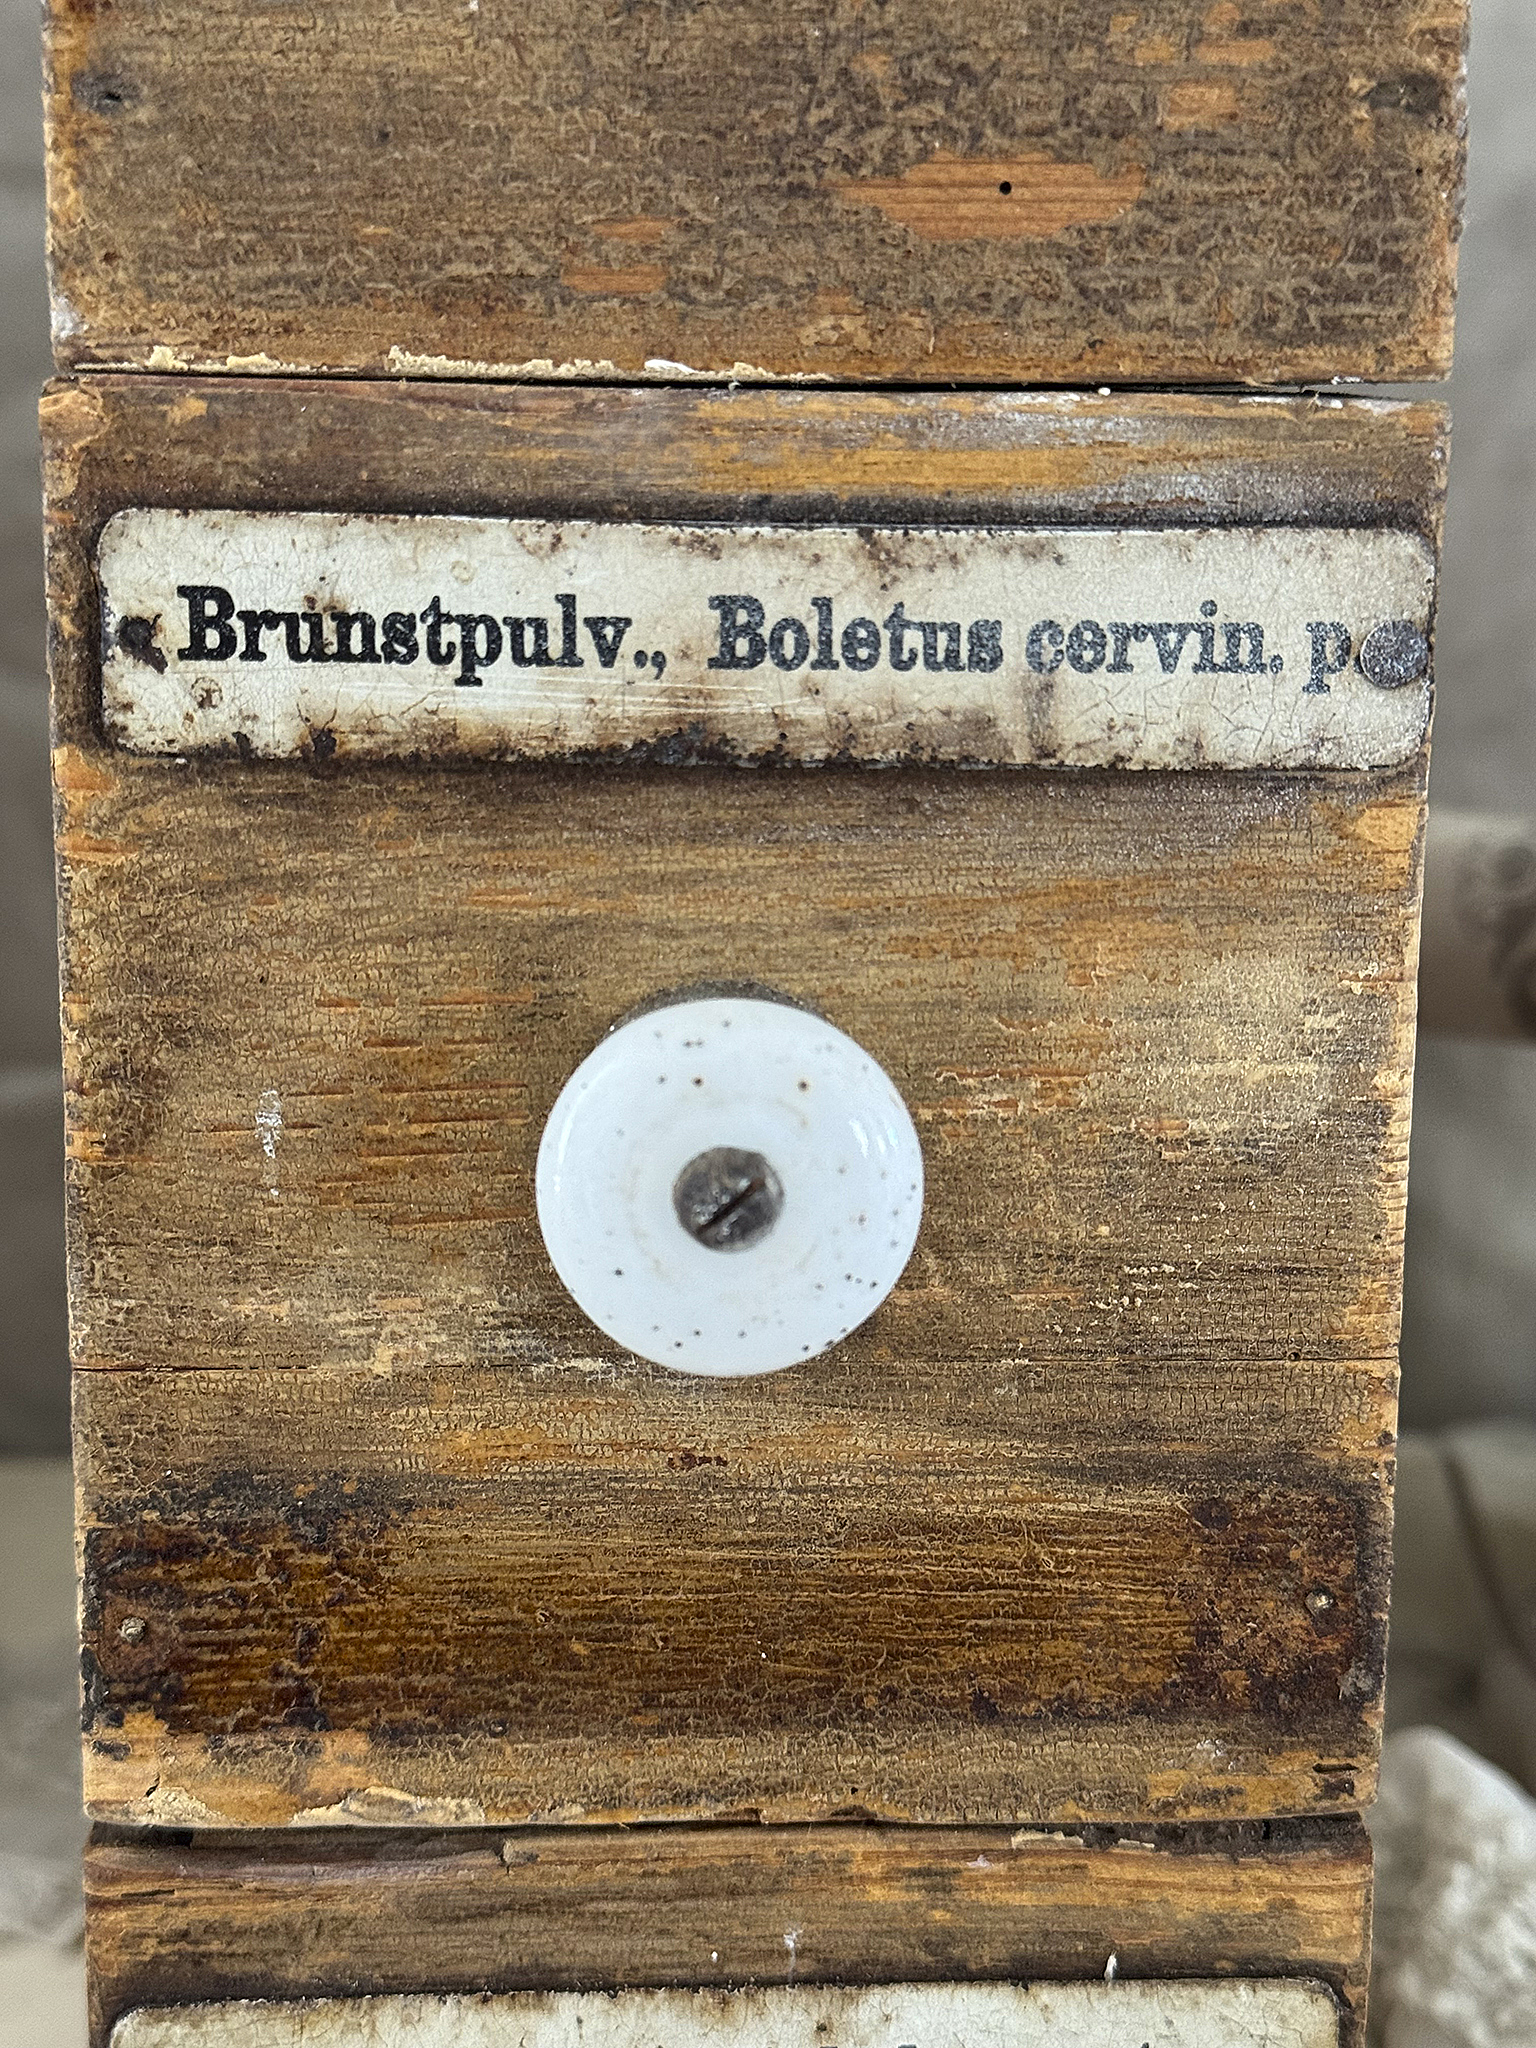 Brunstpulv., Boletus cervin. p.